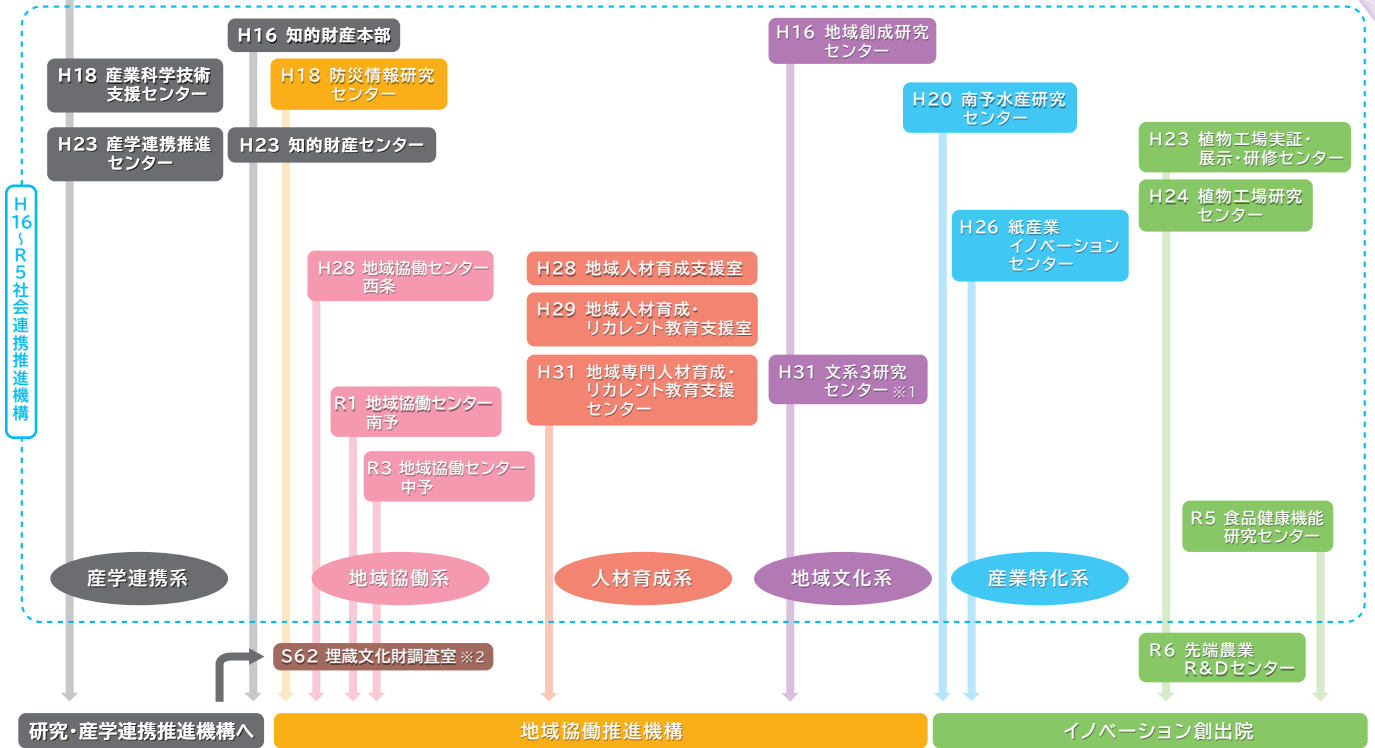 H16 知的財産本部
H16 地域創成研究
センター
H18 産業科学技術
支援センター
H18 防災情報研究
センター
H20 南予水産研究
センター
H23 産学連携推進
センター
H23 知的財産センター
H23 植物工場実証・
展示・研修センター
H24 植物工場研究
センター
H16~R5社会連携推進機構
H26 紙産業
イノベーション
センター
H28 地域協働センター
西条
H28 地域人材育成支援室
H29 地域人材育成・
リカレント教育支援室
H31 地域専門人材育成・
リカレント教育支援
センター
H31 文系3研究
センター ※1
R1 地域協働センター
南予
R3 地域協働センター
中予
R5 食品健康機能
研究センター
産学連携系
地域協働系
人材育成系
地域文化系
産業特化系
S62 埋蔵文化財調査室 ※2
R6 先端農業
R&Dセンター
研究・産学連携推進機構へ
地域協働推進機構
イノベーション創出院